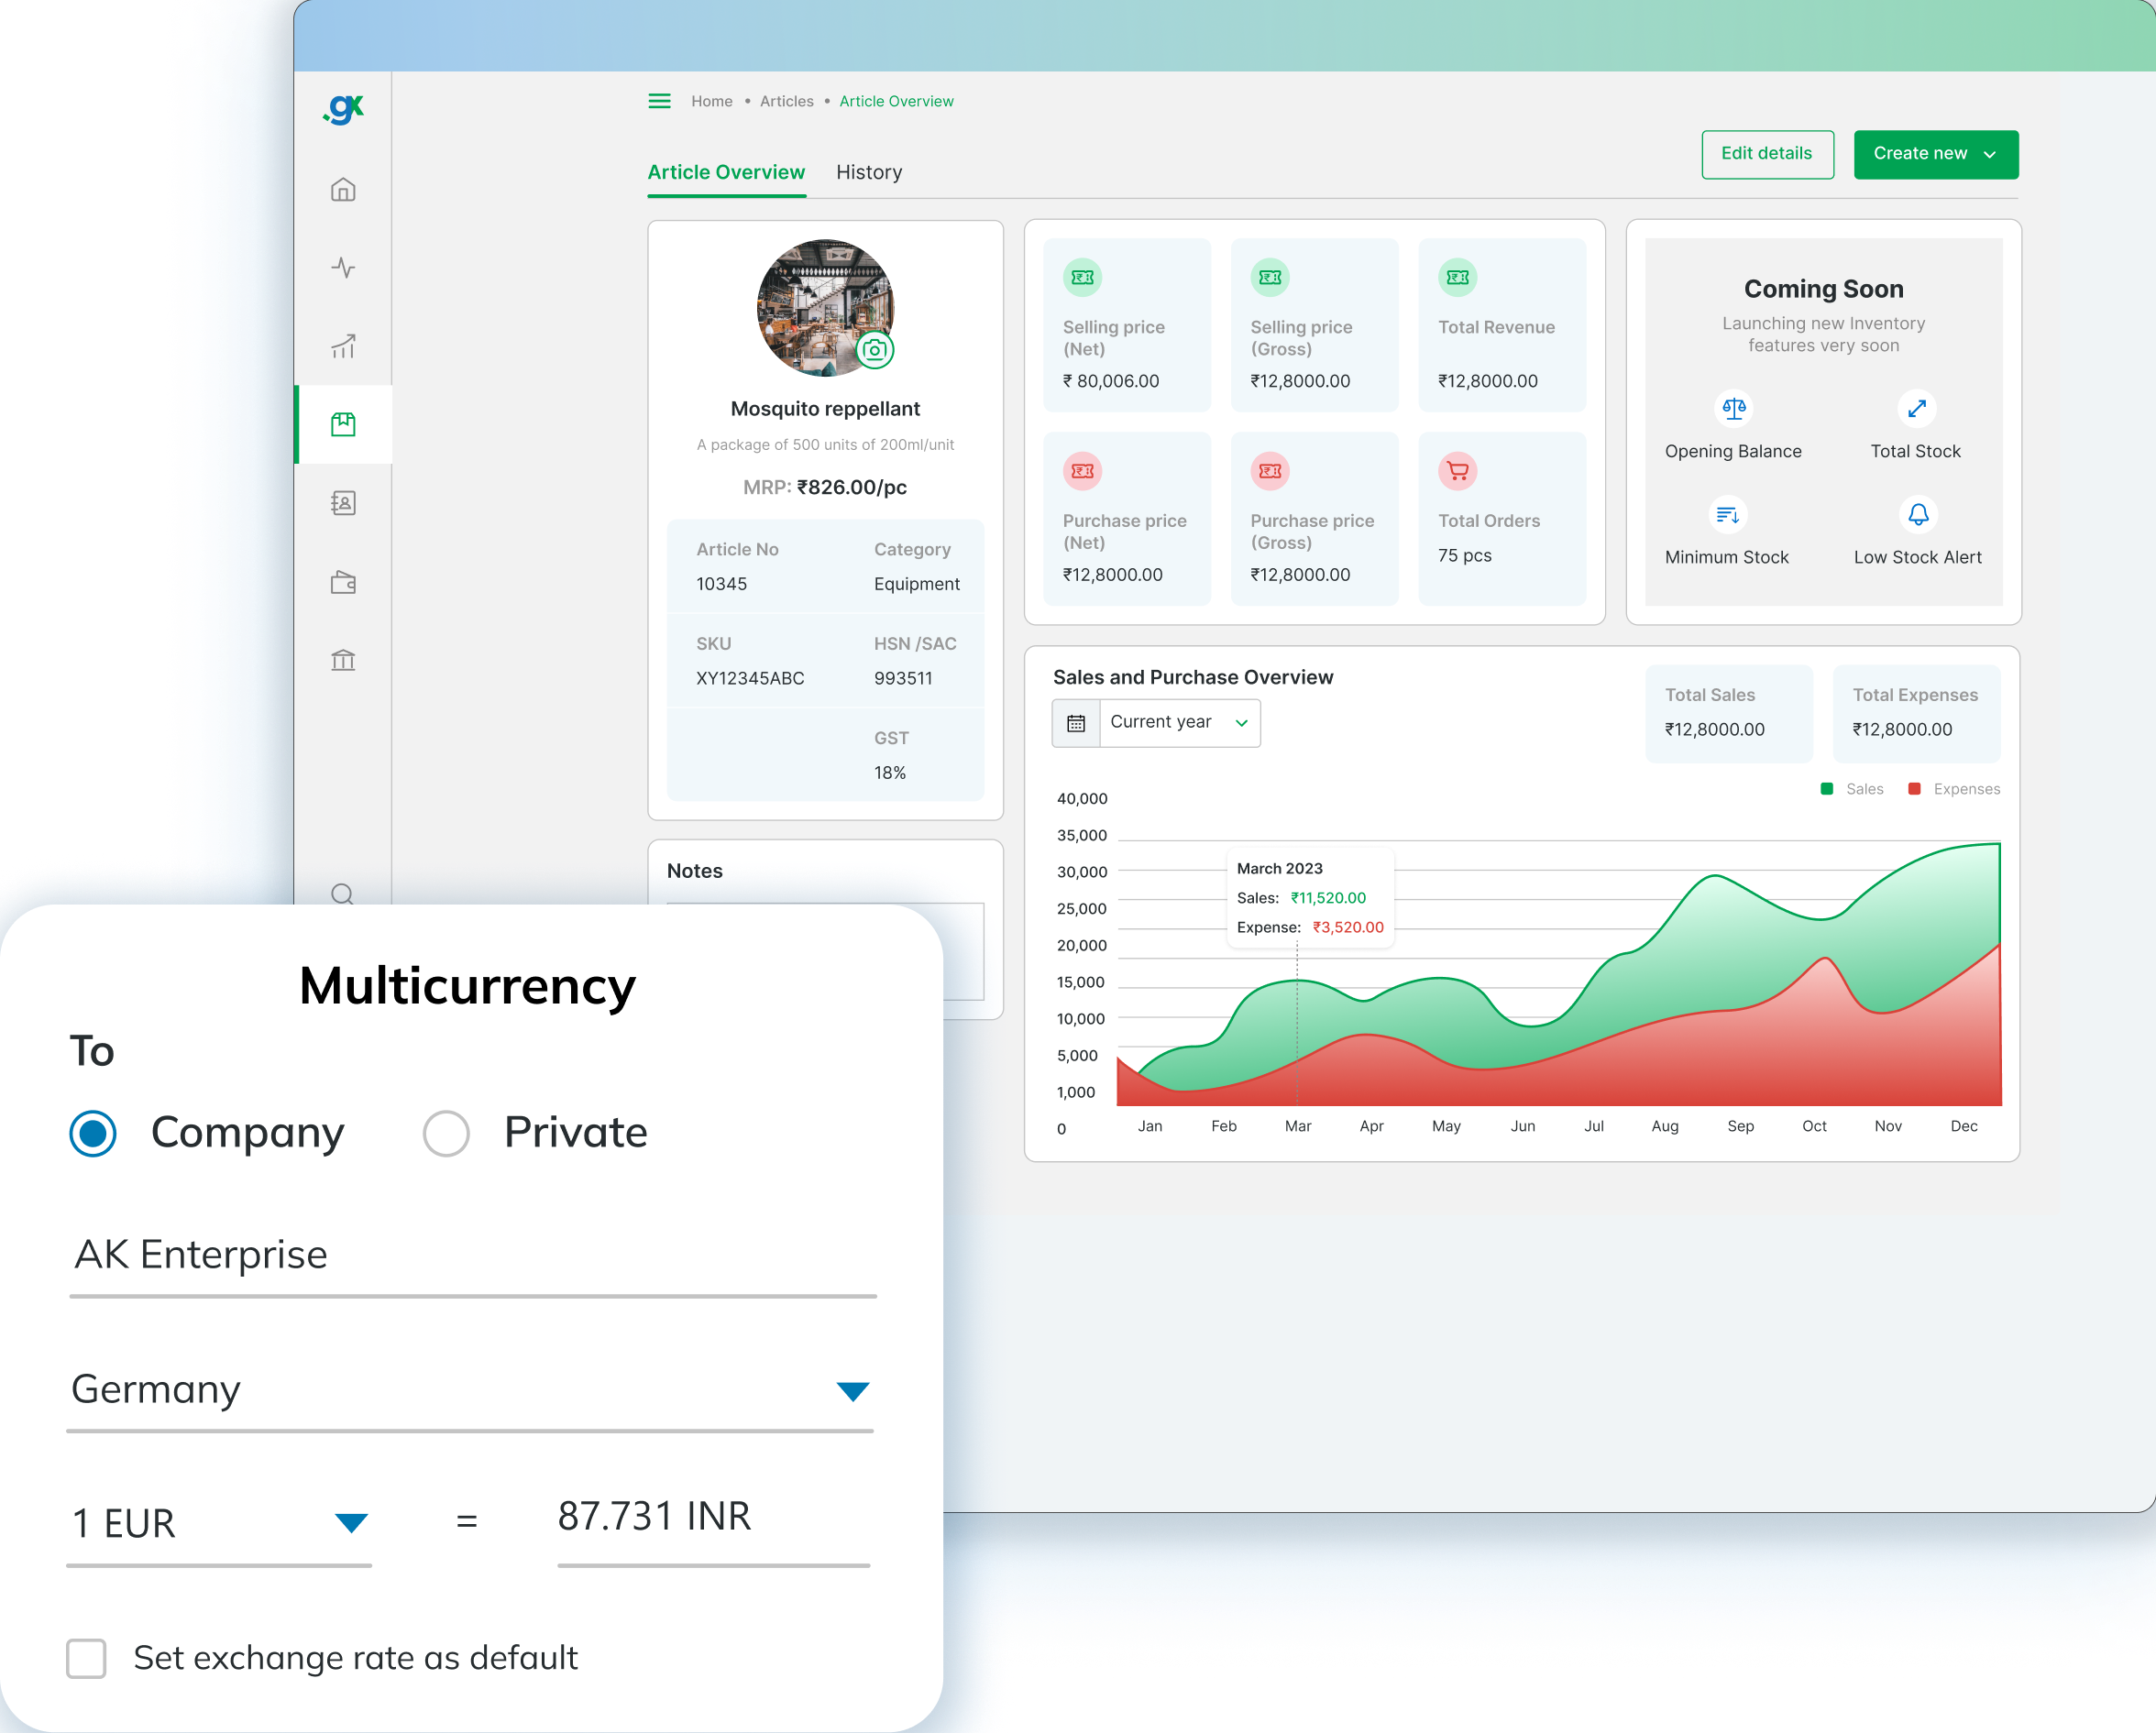 .gx
Home • Articles • Article Overview
Article Overview History
Edit details
Create new
Mosquito reppellant
A package of 500 units of 200ml/unit
MRP: ₹826.00/pc
Article No Category
10345 Equipment
SKU HSN /SAC
XY12345ABC 993511
GST
18%
Notes
Selling price
(Net)
₹ 80,006.00
Selling price
(Gross)
₹12,8000.00
Total Revenue
₹12,8000.00
Purchase price
(Net)
₹12,8000.00
Purchase price
(Gross)
₹12,8000.00
Total Orders
75 pcs
Coming Soon
Launching new Inventory
features very soon
Opening Balance
Total Stock
Minimum Stock
Low Stock Alert
Sales and Purchase Overview
Current year
Total Sales
₹12,8000.00
Total Expenses
₹12,8000.00
Sales Expenses
40,000
35,000
30,000
25,000
20,000
15,000
10,000
5,000
1,000
0
March 2023
Sales: ₹11,520.00
Expense: ₹3,520.00
Jan Feb Mar Apr May Jun Jul Aug Sep Oct Nov Dec
Multicurrency
To
Company Private
AK Enterprise
Germany
1 EUR = 87.731 INR
Set exchange rate as default